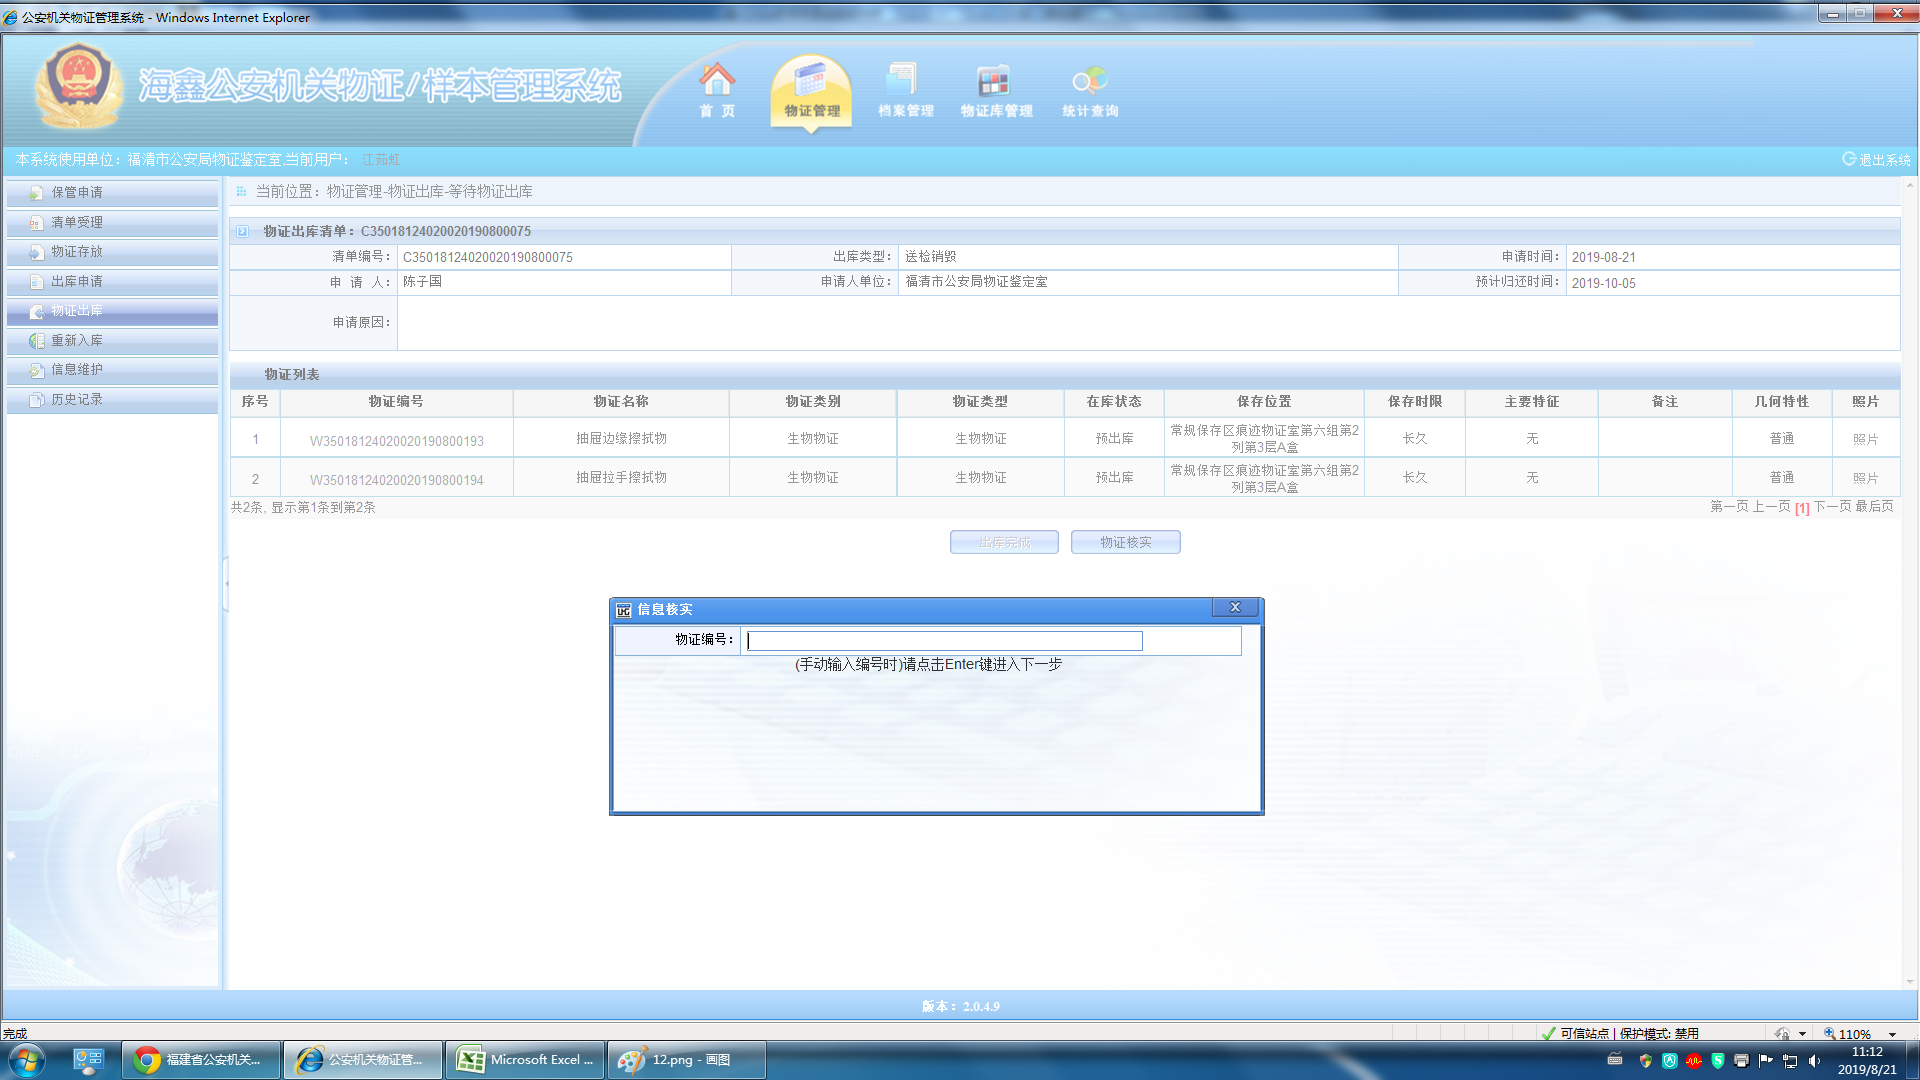 公安机关物证管理系统 - Windows Internet Explorer
海鑫公安机关物证/样本管理系统
首 页
物证管理
档案管理
物证库管理
统计查询
本系统使用单位：福清市公安局物证鉴定室,当前用户： 江茹虹
退出系统
保管申请
清单受理
物证存放
出库申请
物证出库
重新入库
信息维护
历史记录
当前位置：物证管理-物证出库-等待物证出库
物证出库清单：C35018124020020190800075
清单编号： C35018124020020190800075 出库类型： 送检销毁 申请时间： 2019-08-21
申 请 人： 陈子国 申请人单位： 福清市公安局物证鉴定室 预计归还时间： 2019-10-05
申请原因：
物证列表
序号 物证编号 物证名称 物证类别 物证类型 在库状态 保存位置 保存时限 主要特征 备注 几何特性 照片
1 W35018124020020190800193 抽屉边缘擦拭物 生物物证 生物物证 预出库 常规保存区痕迹物证室第六组第2列第3层A盒 长久 无 普通 照片
2 W35018124020020190800194 抽屉拉手擦拭物 生物物证 生物物证 预出库 常规保存区痕迹物证室第六组第2列第3层A盒 长久 无 普通 照片
共2条, 显示第1条到第2条
第一页 上一页 [1] 下一页 最后页
出库完成
物证核实
信息核实
物证编号：
(手动输入编号时)请点击Enter键进入下一步
版本：2.0.4.9
完成
可信站点 | 保护模式: 禁用
110%
福建省公安机关...
公安机关物证管...
Microsoft Excel ...
12.png - 画图
11:12
2019/8/21